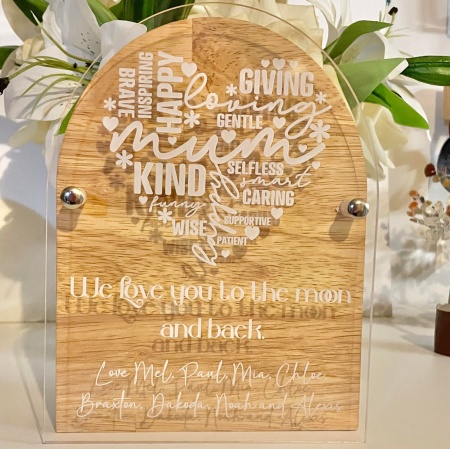 BRAVE
INSPIRING
HAPPY
GIVING
loving
GENTLE
mum
KIND
SELFLESS
smart
CARING
funny
happy
WISE
SUPPORTIVE
PATIENT
We love you to the moon
and back.
Love Mel, Paul, Mia, Chloe
Braxton, Dakoda, Noah and Alexis